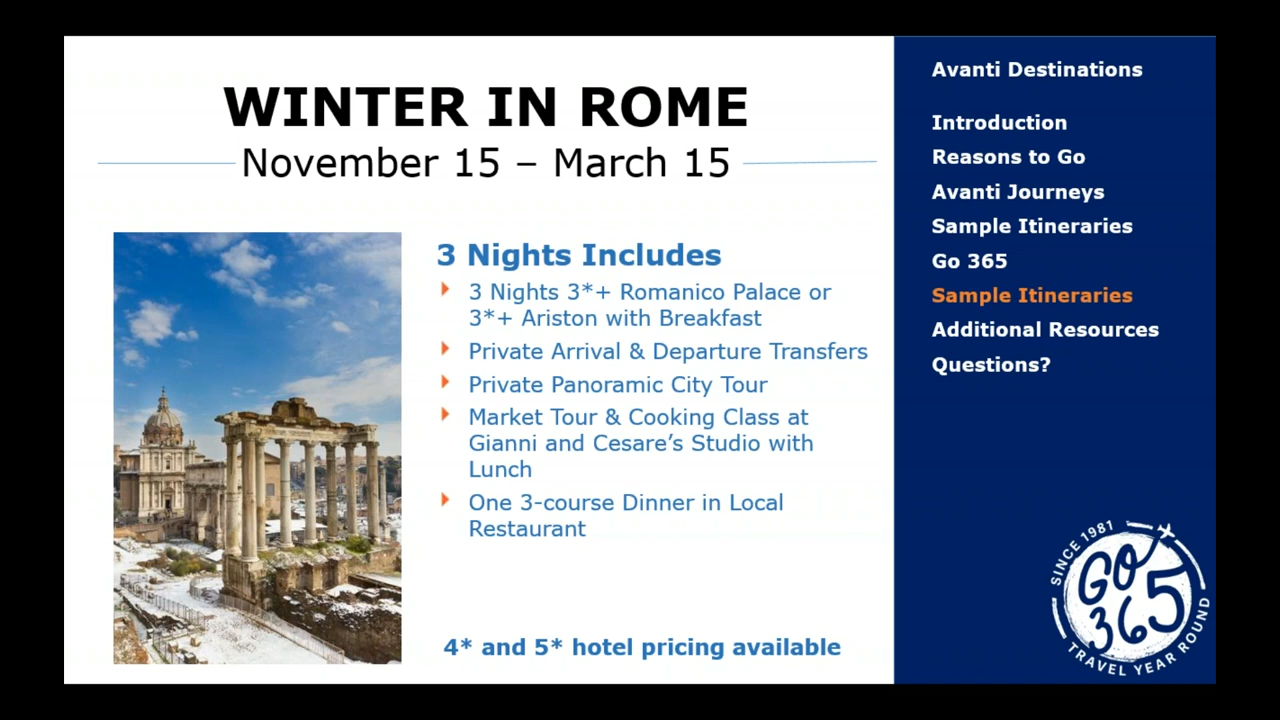 WINTER IN ROME
November 15 – March 15
3 Nights Includes
3 Nights 3*+ Romanico Palace or
3*+ Ariston with Breakfast
Private Arrival & Departure Transfers
Private Panoramic City Tour
Market Tour & Cooking Class at
Gianni and Cesare’s Studio with
Lunch
One 3-course Dinner in Local
Restaurant
4* and 5* hotel pricing available
Avanti Destinations
Introduction
Reasons to Go
Avanti Journeys
Sample Itineraries
Go 365
Sample Itineraries
Additional Resources
Questions?
SINCE 1981
GO
365
TRAVEL YEAR ROUND